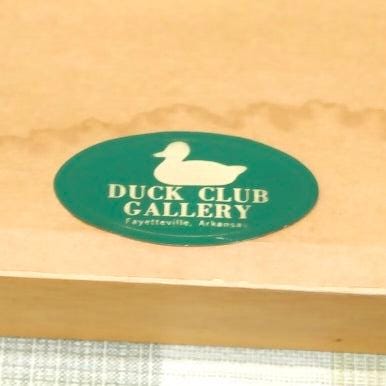 DUCK CLUB
GALLERY
Fayetteville, Arkansas